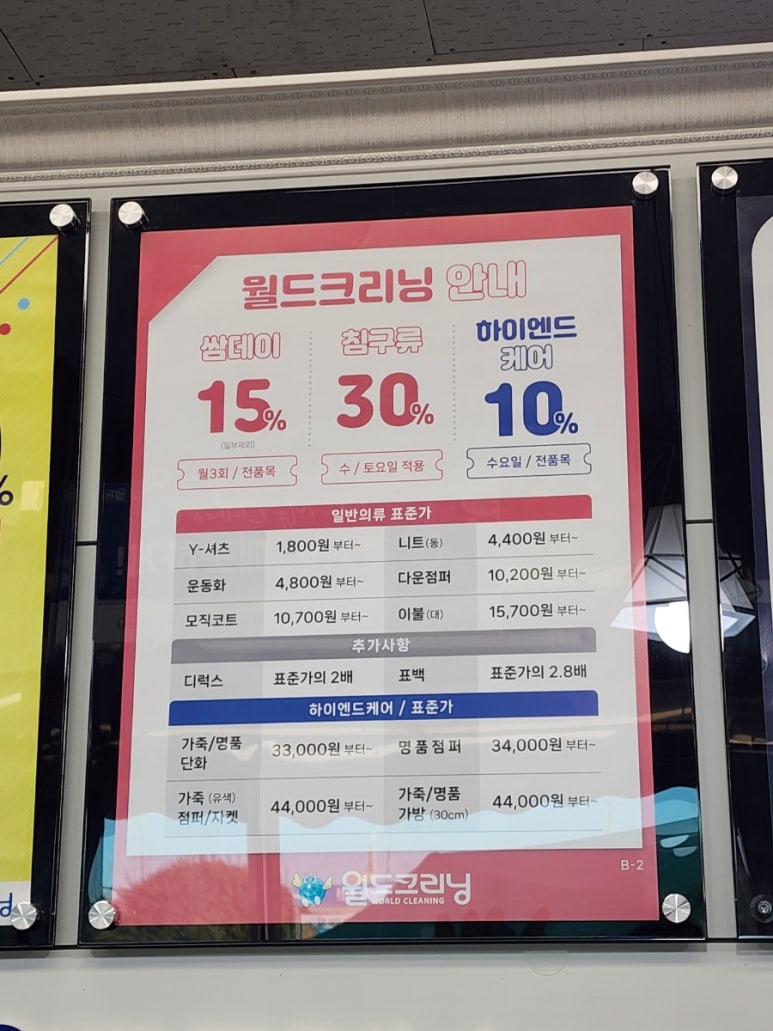 월드크리닝 안내
쌈데이
15%
(일부제외)
월3회 / 전품목
침구류
30%
수 / 토요일 적용
하이엔드
케어
10%
수요일 / 전품목
일반의류 표준가
Y-셔츠 1,800원 부터~ 니트(동) 4,400원 부터~
운동화 4,800원 부터~ 다운점퍼 10,200원 부터~
모직코트 10,700원 부터~ 이불(대) 15,700원 부터~
추가사항
디럭스 표준가의 2배 표백 표준가의 2.8배
하이엔드케어 / 표준가
가죽/명품
단화 33,000원 부터~ 명품점퍼 34,000원 부터~
가죽 (유색)
점퍼/자켓 44,000원 부터~ 가죽/명품
가방 (30cm) 44,000원 부터~
B-2
월드크리닝
WORLD CLEANING
%